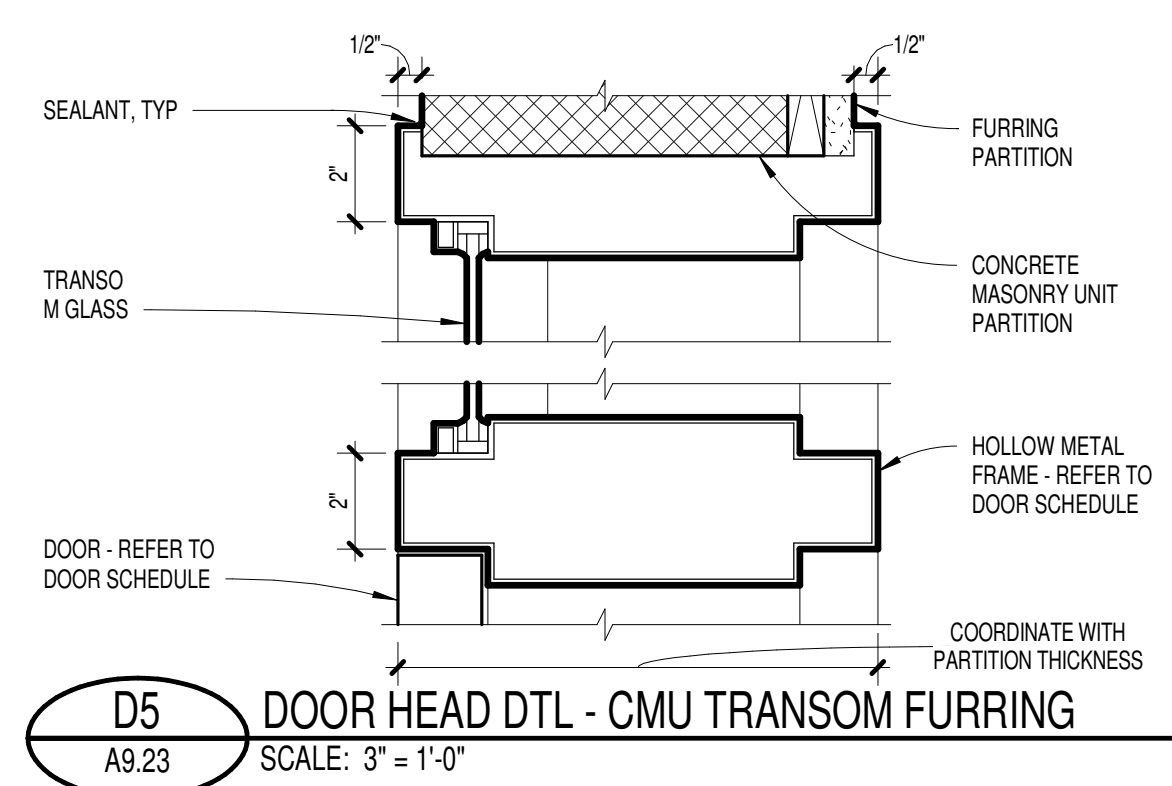 1/2"
1/2"
SEALANT, TYP
FURRING
PARTITION
2"
TRANSO
M GLASS
CONCRETE
MASONRY UNIT
PARTITION
HOLLOW METAL
FRAME - REFER TO
DOOR SCHEDULE
2"
DOOR - REFER TO
DOOR SCHEDULE
COORDINATE WITH
PARTITION THICKNESS
D5
DOOR HEAD DTL - CMU TRANSOM FURRING
A9.23
SCALE: 3" = 1'-0"